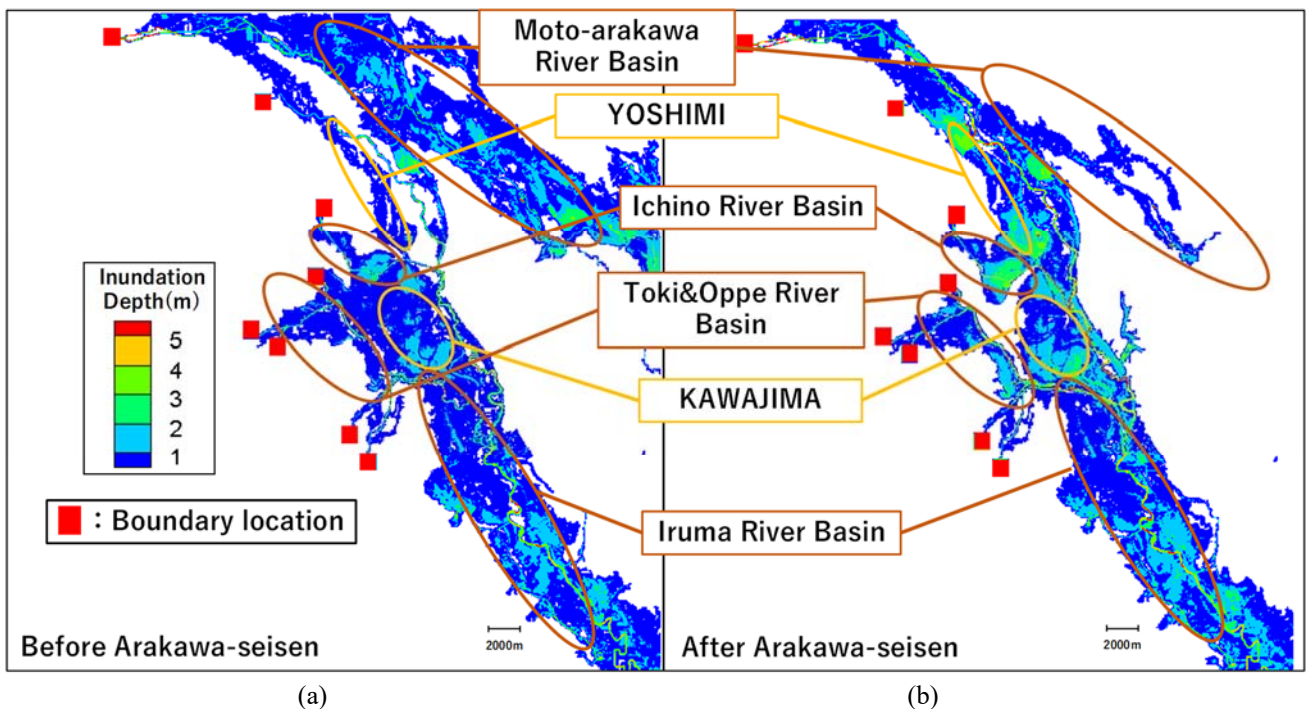 Moto-arakawa
River Basin
YOSHIMI
Ichino River Basin
Toki&Oppe River
Basin
KAWAJIMA
Iruma River Basin
Inundation
Depth(m)
5
4
3
2
1
: Boundary location
Before Arakawa-seisen
2000m
After Arakawa-seisen
2000m
(a)
(b)